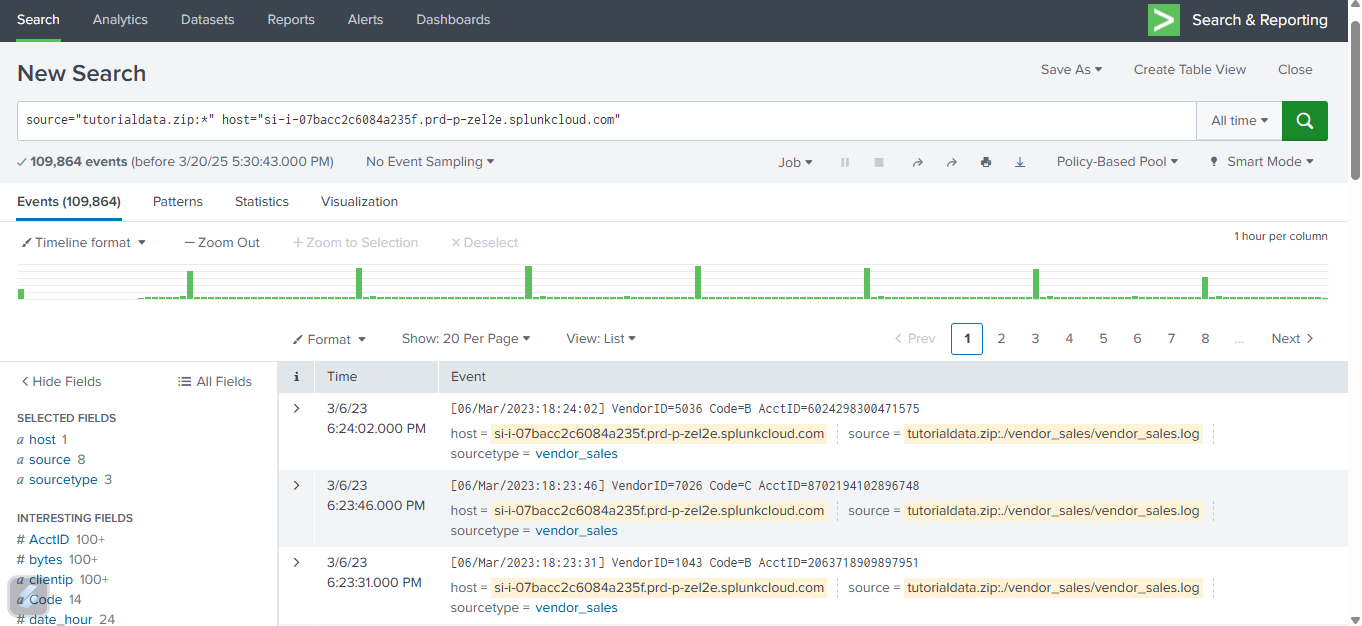 Search Analytics Datasets Reports Alerts Dashboards > Search & Reporting
New Search Save As ▾ Create Table View Close
source="tutorialdata.zip:*" host="si-i-07bacc2c6084a235f.prd-p-zel2e.splunkcloud.com" All time ▾
✓ 109,864 events (before 3/20/25 5:30:43.000 PM) No Event Sampling ▾ Job ▾ Policy-Based Pool ▾ Smart Mode ▾
Events (109,864) Patterns Statistics Visualization
Timeline format ▾ — Zoom Out + Zoom to Selection × Deselect 1 hour per column
Format ▾ Show: 20 Per Page ▾ View: List ▾ < Prev 1 2 3 4 5 6 7 8 ... Next >
< Hide Fields All Fields
SELECTED FIELDS
a host 1
a source 8
a sourcetype 3
INTERESTING FIELDS
# AcctID 100+
# bytes 100+
a clientip 100+
a Code 14
# date_hour 24
i Time Event
> 3/6/23 6:24:02.000 PM
[06/Mar/2023:18:24:02] VendorID=5036 Code=B AcctID=6024298300471575
host = si-i-07bacc2c6084a235f.prd-p-zel2e.splunkcloud.com source = tutorialdata.zip:./vendor_sales/vendor_sales.log
sourcetype = vendor_sales
> 3/6/23 6:23:46.000 PM
[06/Mar/2023:18:23:46] VendorID=7026 Code=C AcctID=8702194102896748
host = si-i-07bacc2c6084a235f.prd-p-zel2e.splunkcloud.com source = tutorialdata.zip:./vendor_sales/vendor_sales.log
sourcetype = vendor_sales
> 3/6/23 6:23:31.000 PM
[06/Mar/2023:18:23:31] VendorID=1043 Code=B AcctID=2063718909897951
host = si-i-07bacc2c6084a235f.prd-p-zel2e.splunkcloud.com source = tutorialdata.zip:./vendor_sales/vendor_sales.log
sourcetype = vendor_sales